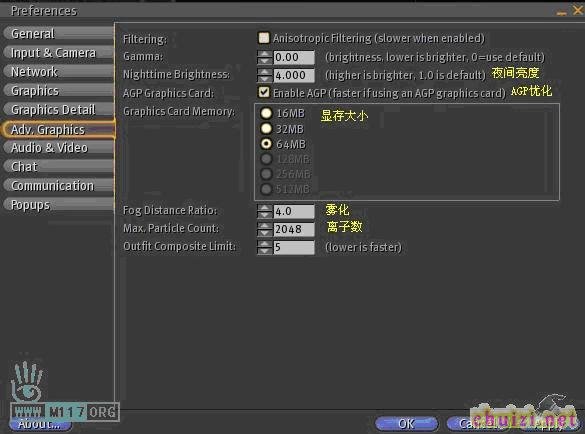 Preferences
General
Input & Camera
Network
Graphics
Graphics Detail
Adv. Graphics
Audio & Video
Chat
Communication
Popups
Filtering: Anisotropic Filtering (slower when enabled)
Gamma: 0.00 (brightness, lower is brighter, 0=use default)
Nighttime Brightness: 4.000 (higher is brighter, 1.0 is default) 夜间亮度
AGP Graphics Card: Enable AGP (faster if using an AGP graphics card) AGP优化
Graphics Card Memory: 16MB 显存大小
32MB
64MB
128MB
256MB
512MB
Fog Distance Ratio: 4.0 雾化
Max. Particle Count: 2048 离子数
Outfit Composite Limit: 5 (lower is faster)
WWW.M117.ORG
About...
OK
Cancel
Apply
chuizi.net